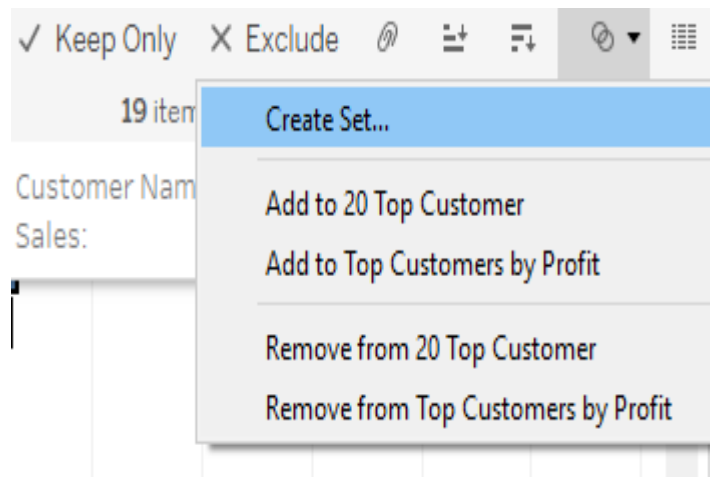 Keep Only Exclude
19 item
Create Set...
Customer Nam
Sales:
Add to 20 Top Customer
Add to Top Customers by Profit
Remove from 20 Top Customer
Remove from Top Customers by Profit